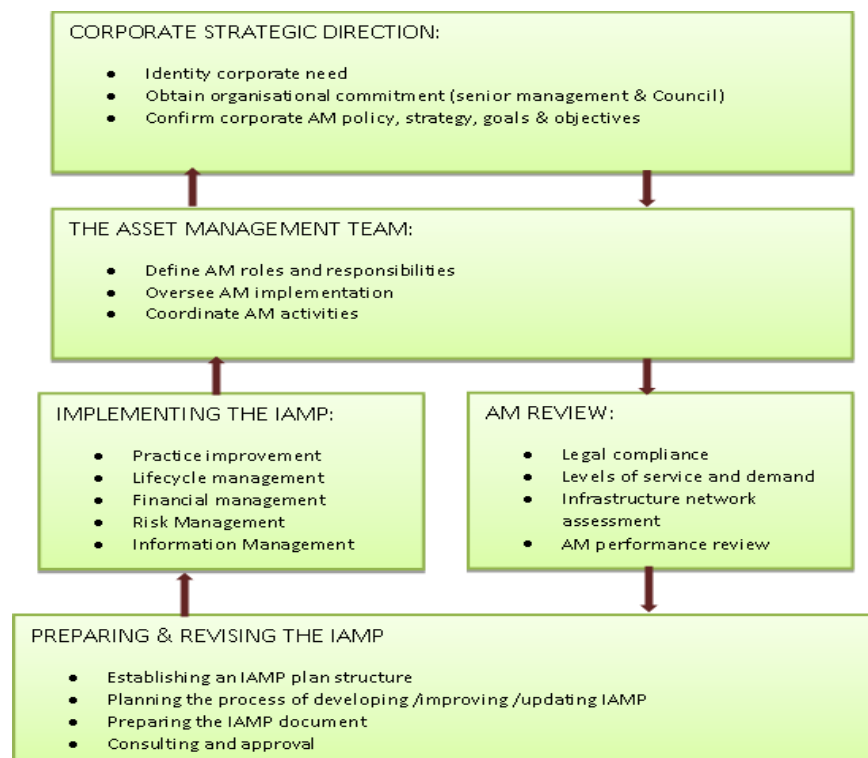 CORPORATE STRATEGIC DIRECTION:
● Identity corporate need
● Obtain organisational commitment (senior management & Council)
● Confirm corporate AM policy, strategy, goals & objectives
THE ASSET MANAGEMENT TEAM:
● Define AM roles and responsibilities
● Oversee AM implementation
● Coordinate AM activities
IMPLEMENTING THE IAMP:
● Practice improvement
● Lifecycle management
● Financial management
● Risk Management
● Information Management
AM REVIEW:
● Legal compliance
● Levels of service and demand
● Infrastructure network
assessment
● AM performance review
PREPARING & REVISING THE IAMP
● Establishing an IAMP plan structure
● Planning the process of developing /improving /updating IAMP
● Preparing the IAMP document
● Consulting and approval